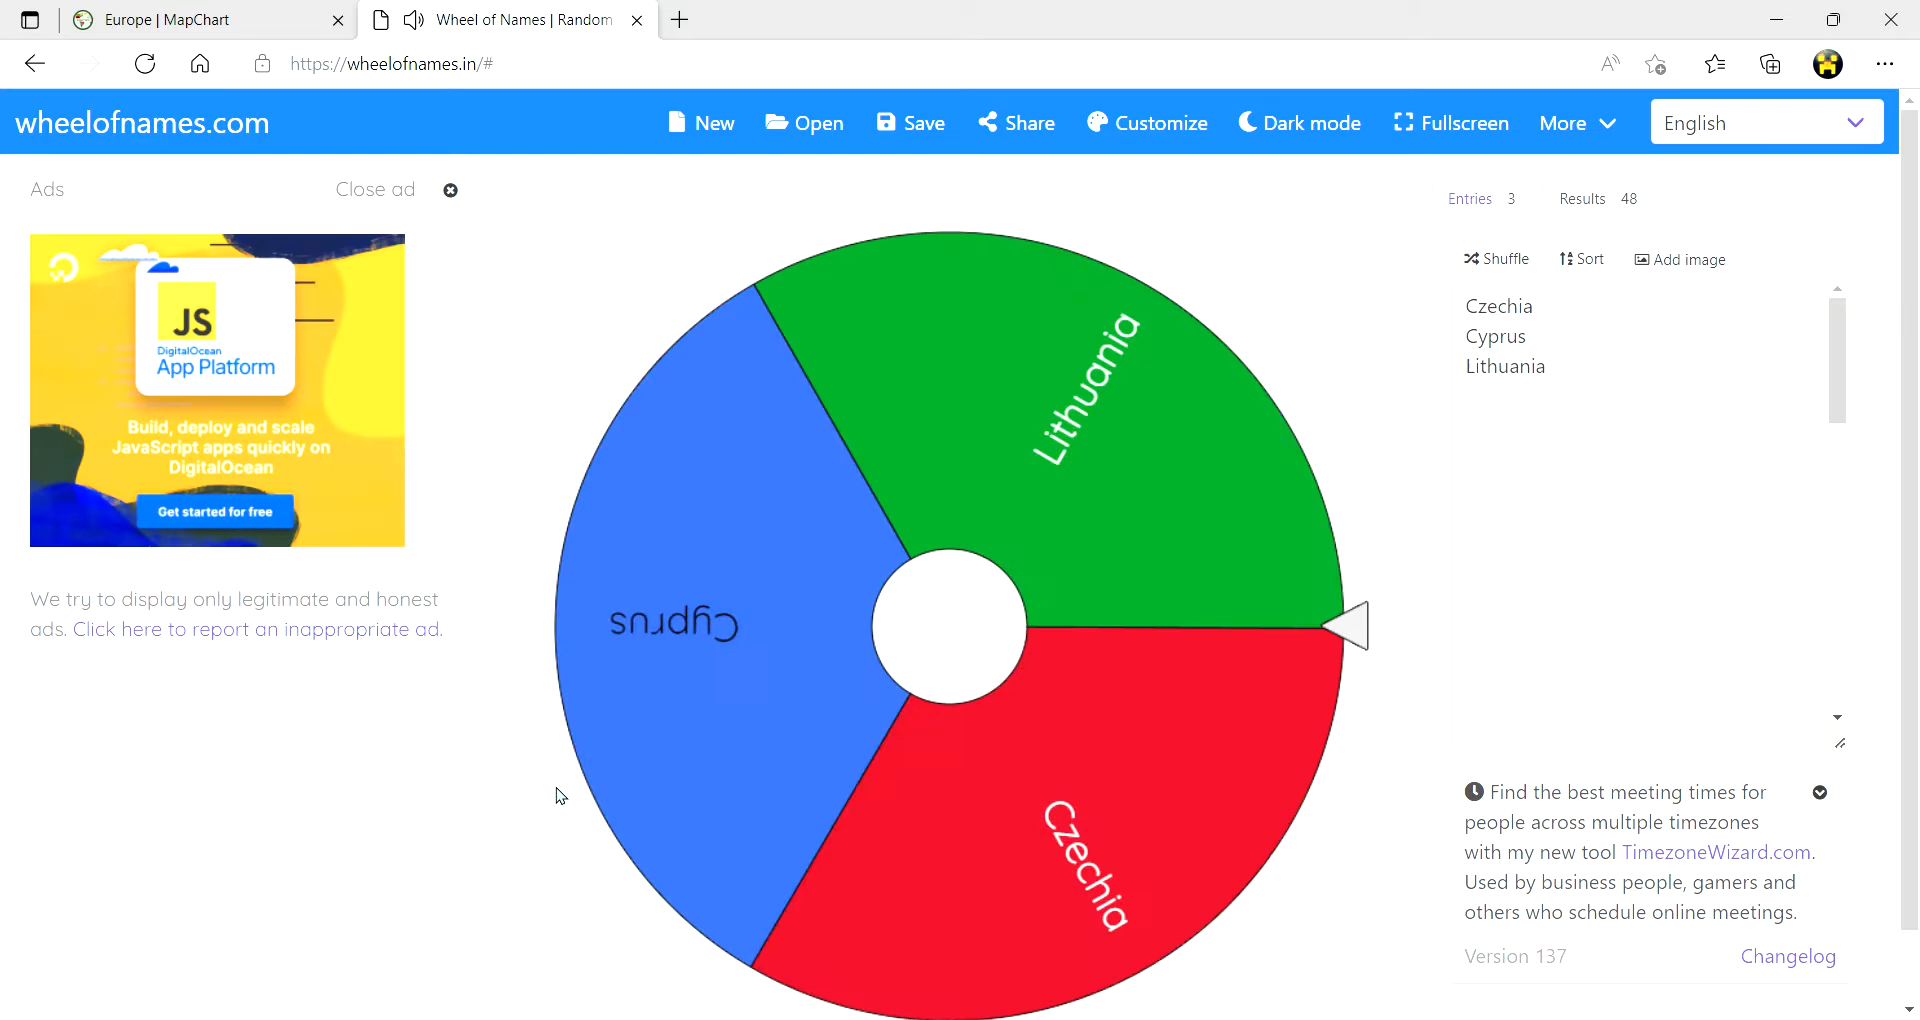 Europe | MapChart
Wheel of Names | Random
https://wheelofnames.in/#
wheelofnames.com
New
Open
Save
Share
Customize
Dark mode
Fullscreen
More
English
Ads
Close ad
JS
DigitalOcean
App Platform
Build, deploy and scale
JavaScript apps quickly on
DigitalOcean
Get started for free
We try to display only legitimate and honest
ads. Click here to report an inappropriate ad.
Lithuania
Cyprus
Czechia
Entries 3
Results 48
Shuffle
Sort
Add image
Czechia
Cyprus
Lithuania
Find the best meeting times for
people across multiple timezones
with my new tool TimezoneWizard.com.
Used by business people, gamers and
others who schedule online meetings.
Version 137
Changelog